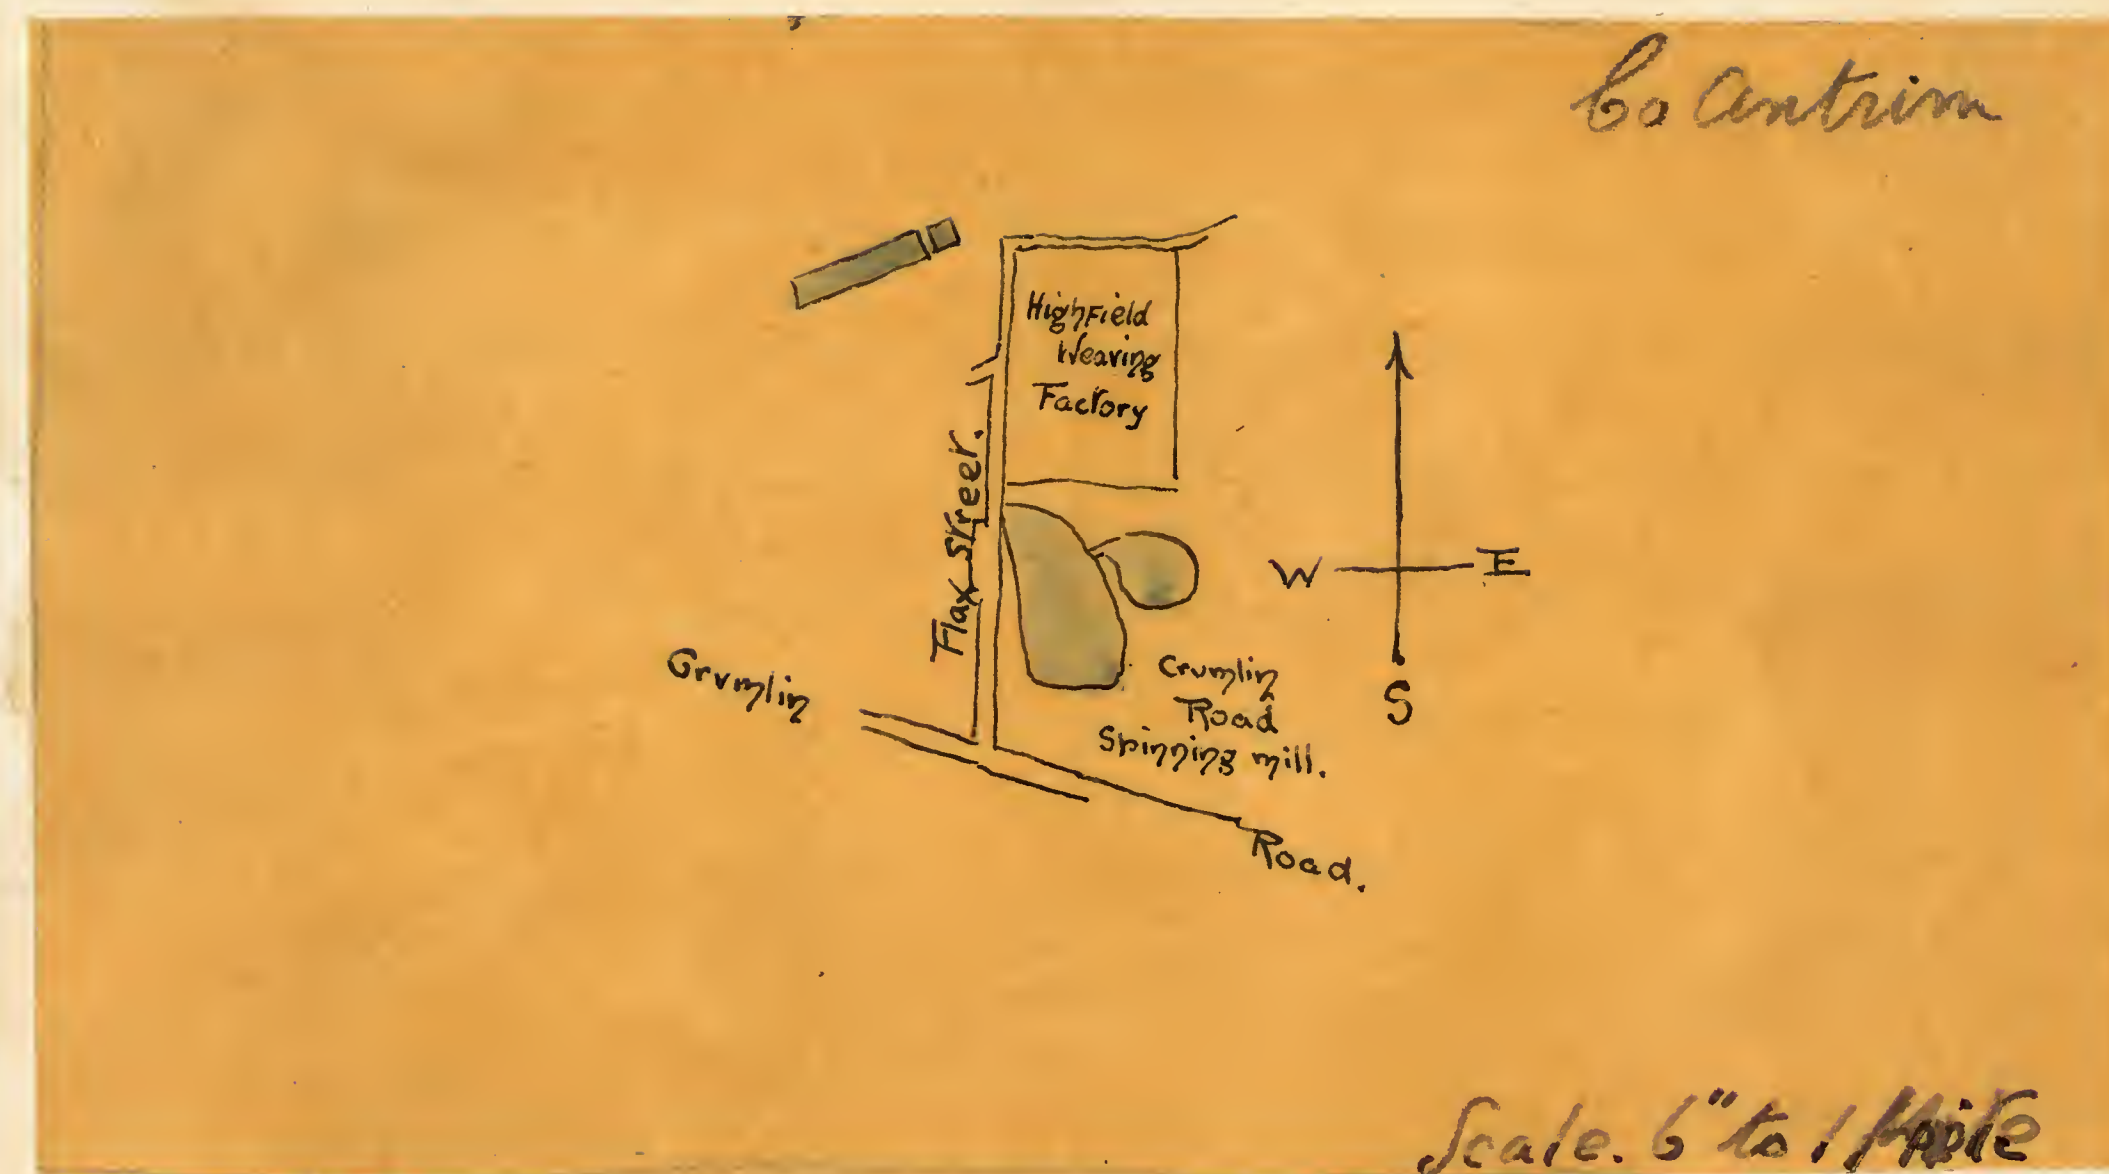 Co Antrim
Highfield
Weaving
Factory
Flax Street.
W E
S
Crumlin
Road
Spinning mill.
Crumlin
Road.
Scale. 6" to 1 Mile